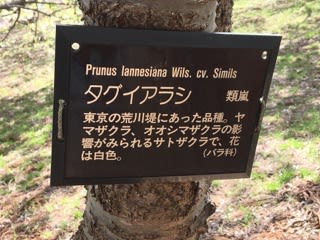 Prunus lannesiana Wils. cv. Simils
タグイアラシ 類嵐
東京の荒川堤にあった品種。ヤ
マザクラ、オオシマザクラの影
響がみられるサトザクラで、花
は白色。 (バラ科)